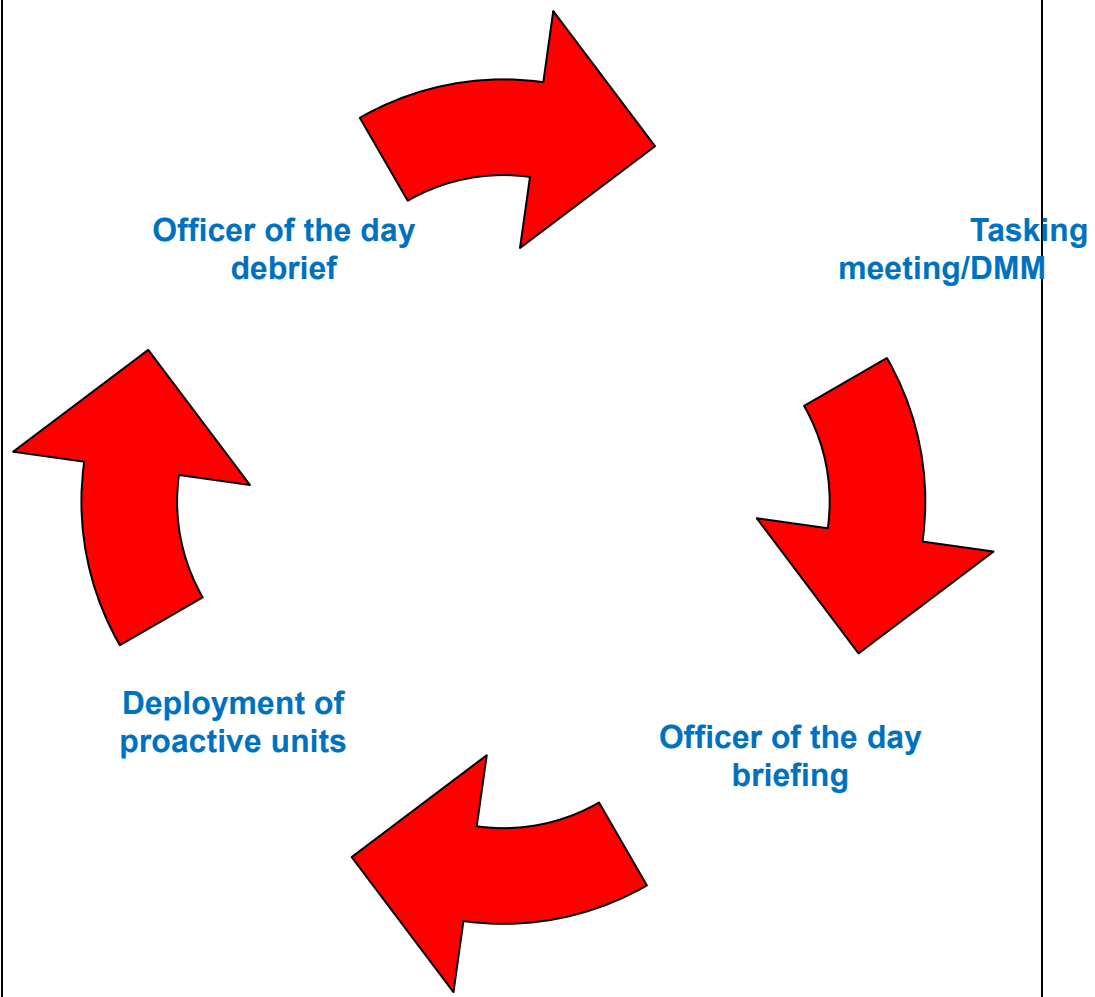 Officer of the day
debrief
Tasking
meeting/DMM
Deployment of
proactive units
Officer of the day
briefing